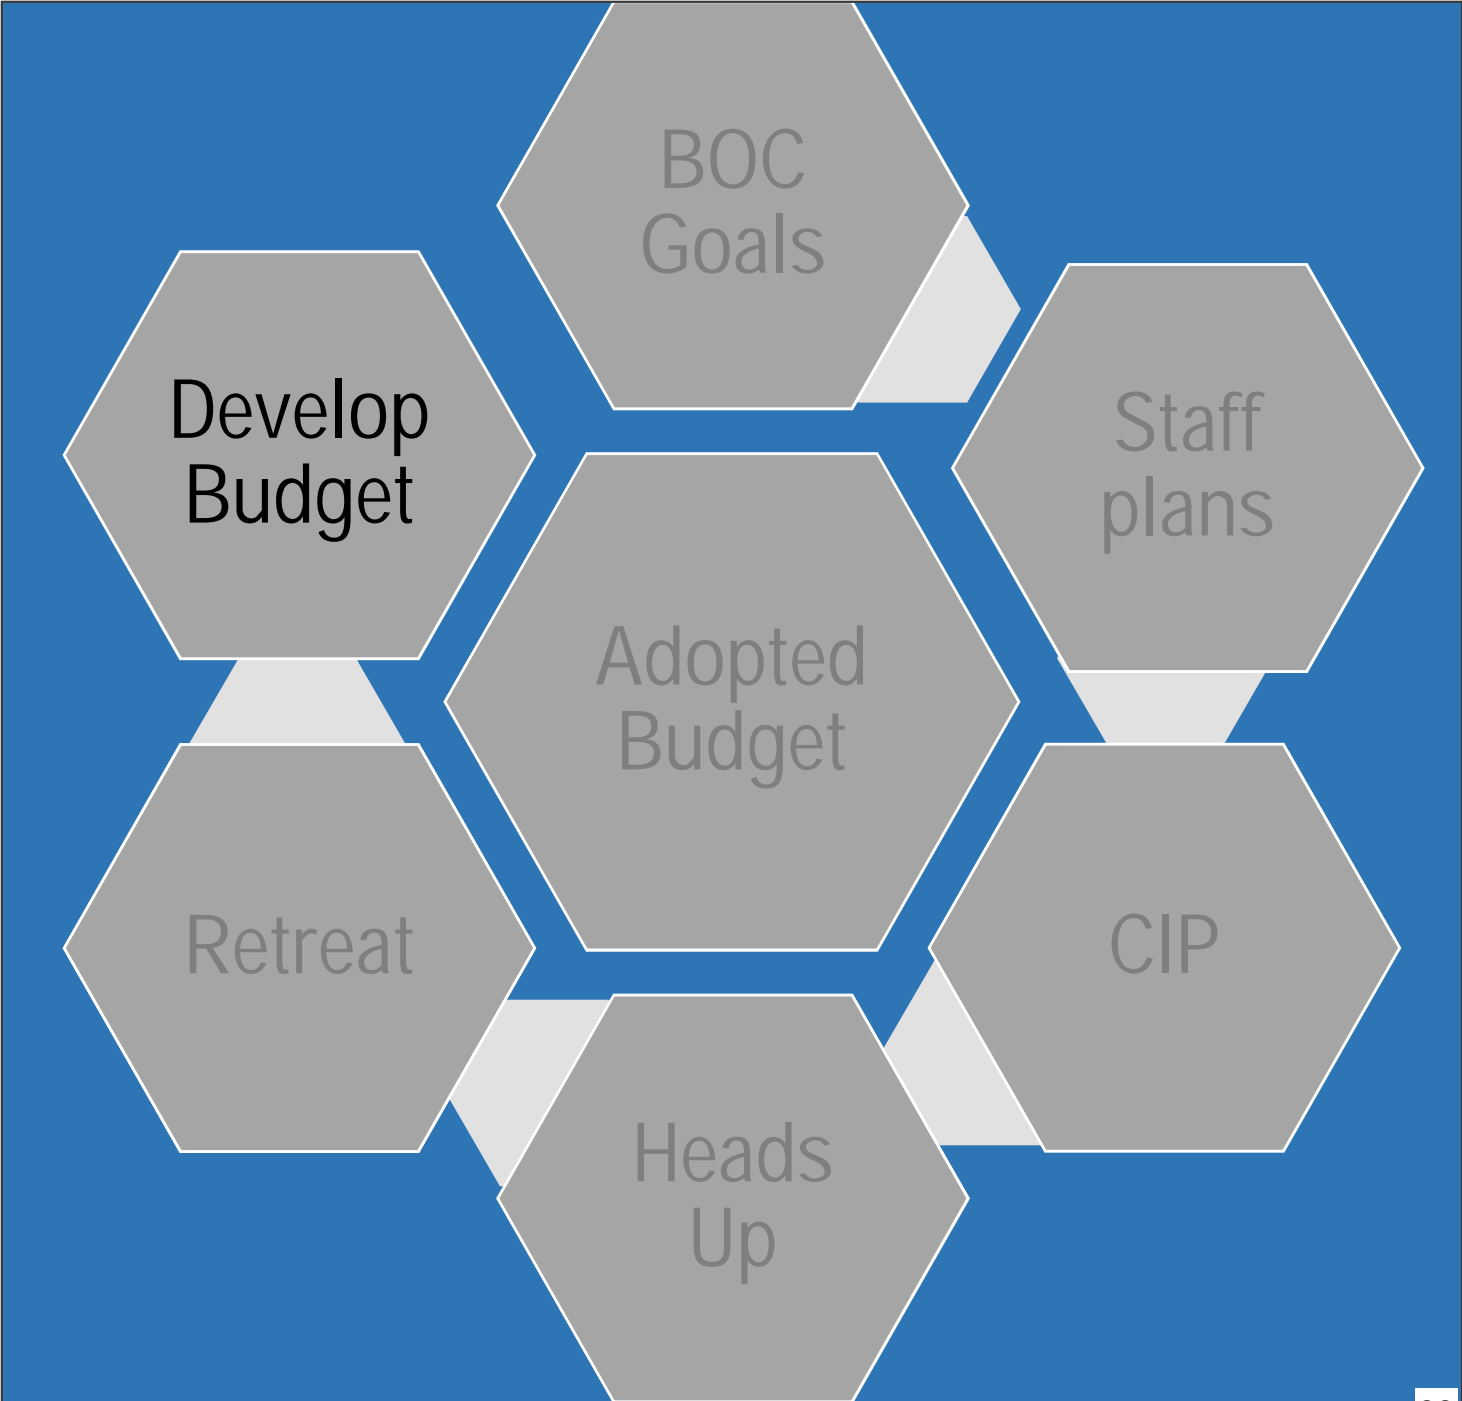 BOC
Goals
Develop
Budget
Staff
plans
Adopted
Budget
Retreat
CIP
Heads
Up